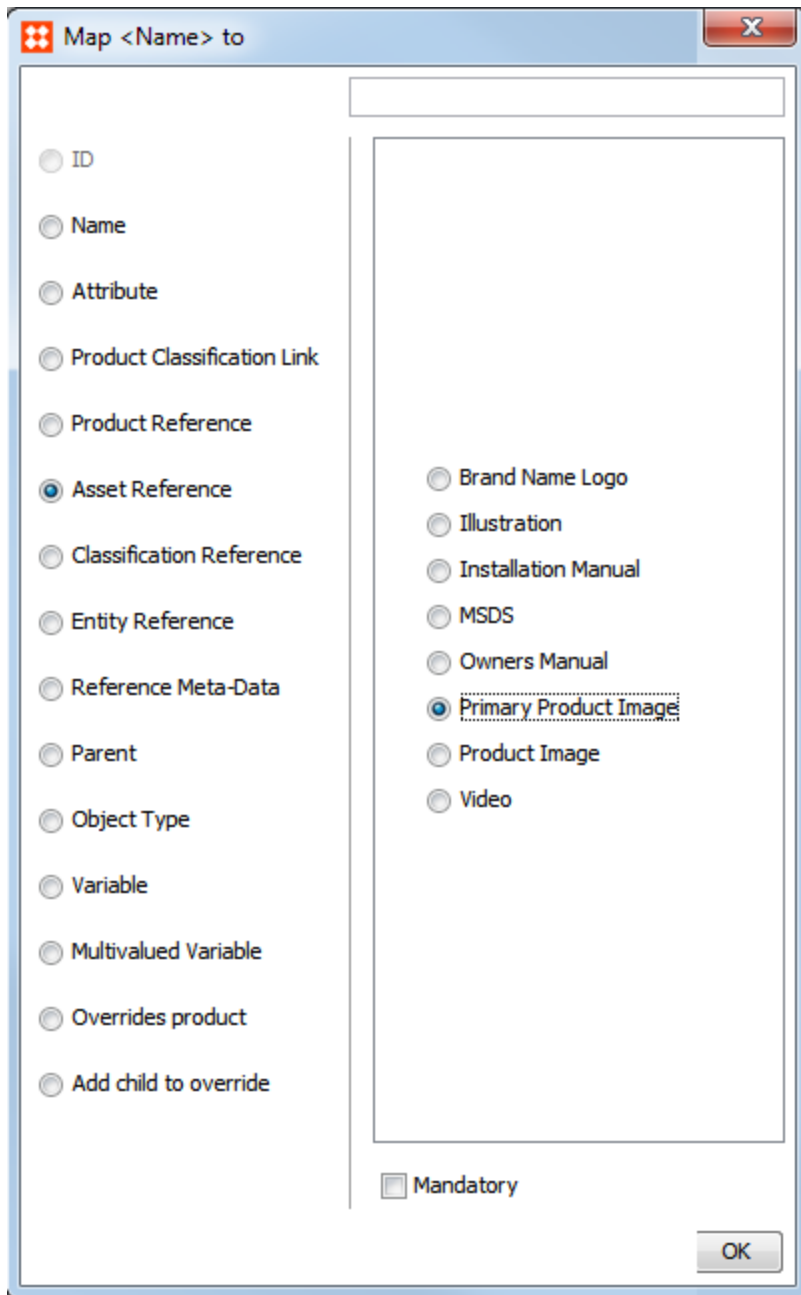 Map <Name> to
ID
Name
Attribute
Product Classification Link
Product Reference
Asset Reference
Classification Reference
Entity Reference
Reference Meta-Data
Parent
Object Type
Variable
Multivalued Variable
Overrides product
Add child to override
Brand Name Logo
Illustration
Installation Manual
MSDS
Owners Manual
Primary Product Image
Product Image
Video
Mandatory
OK